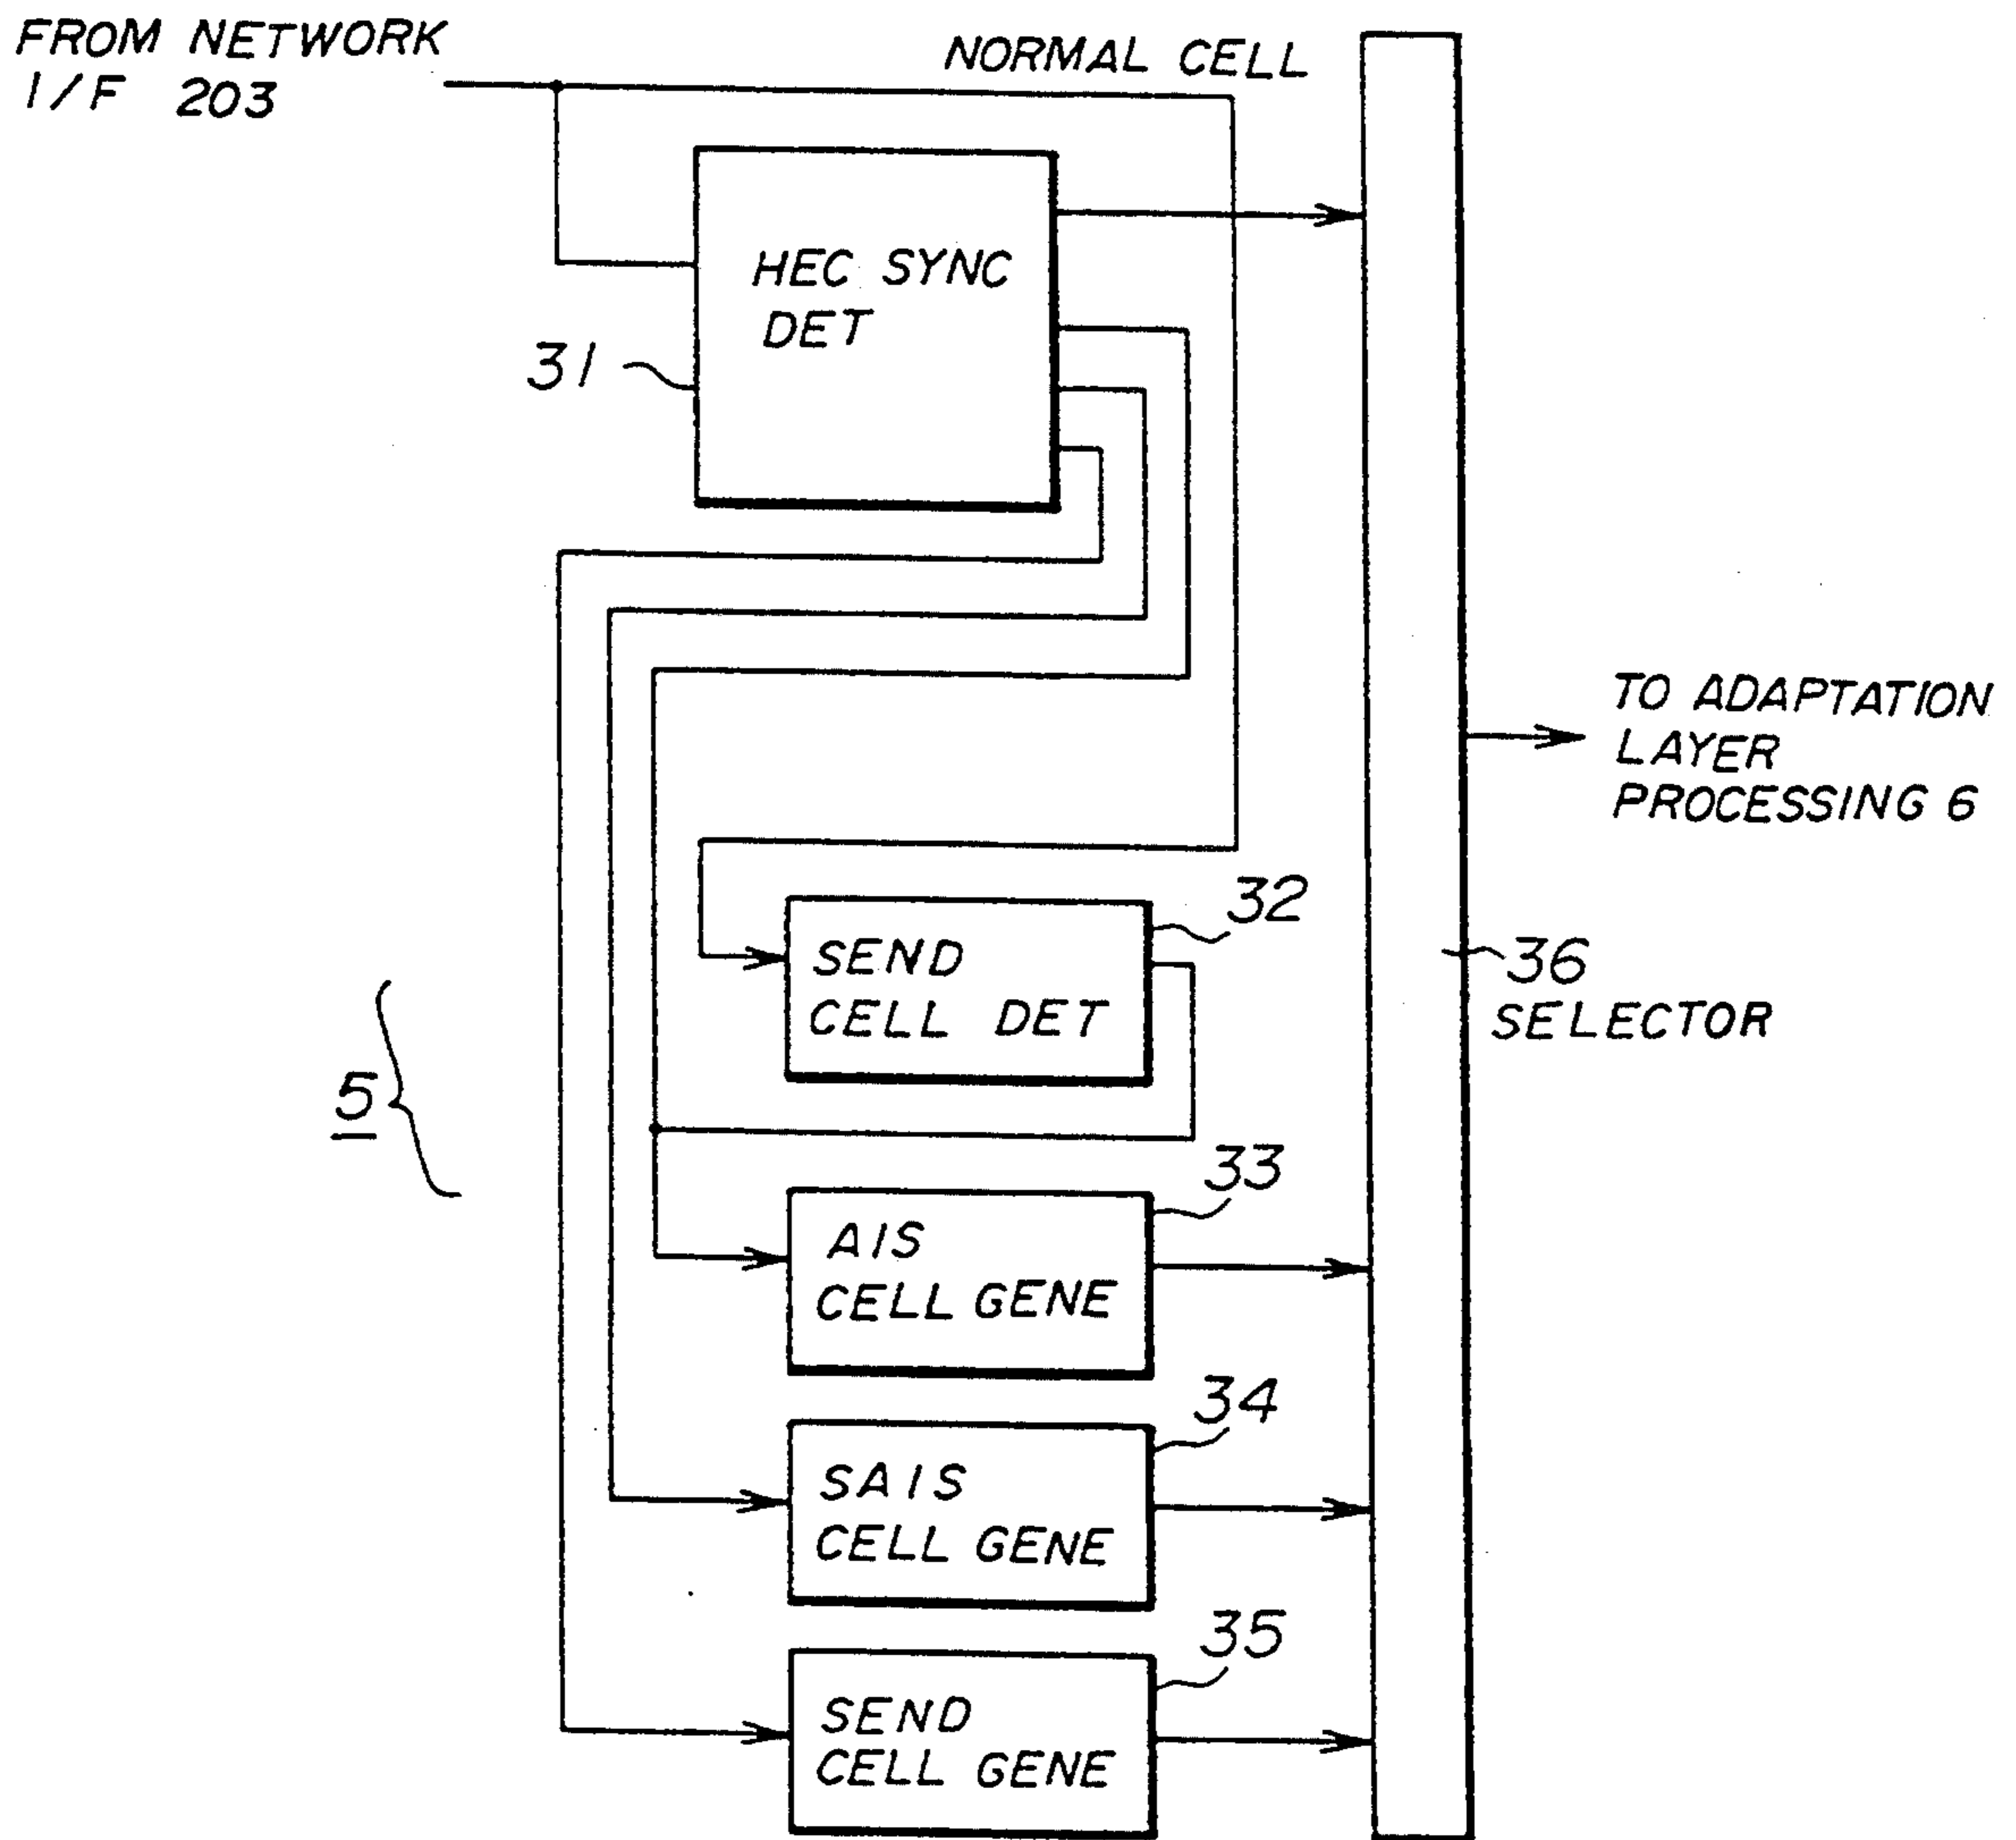 FROM NETWORK
I/F 203
NORMAL CELL
HEC SYNC
DET
31
TO ADAPTATION
LAYER
PROCESSING 6
32
SEND
CELL DET
36
SELECTOR
5
33
AIS
CELL GENE
34
SAIS
CELL GENE
35
SEND
CELL GENE